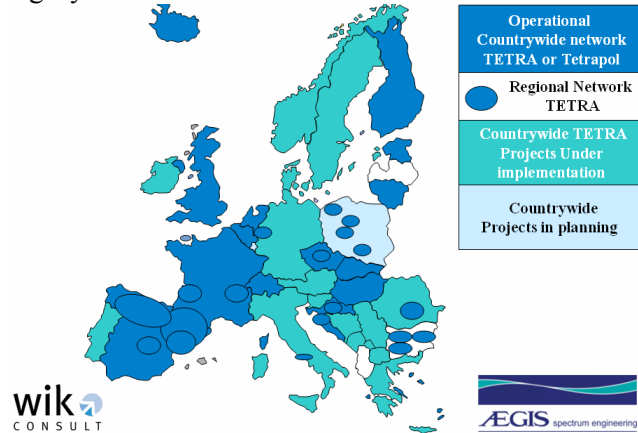 Operational
Countrywide network
TETRA or Tetrapol
Regional Network
TETRA
Countrywide TETRA
Projects Under
implementation
Countrywide
Projects in planning
wik
CONSULT
ÆGIS spectrum engineering